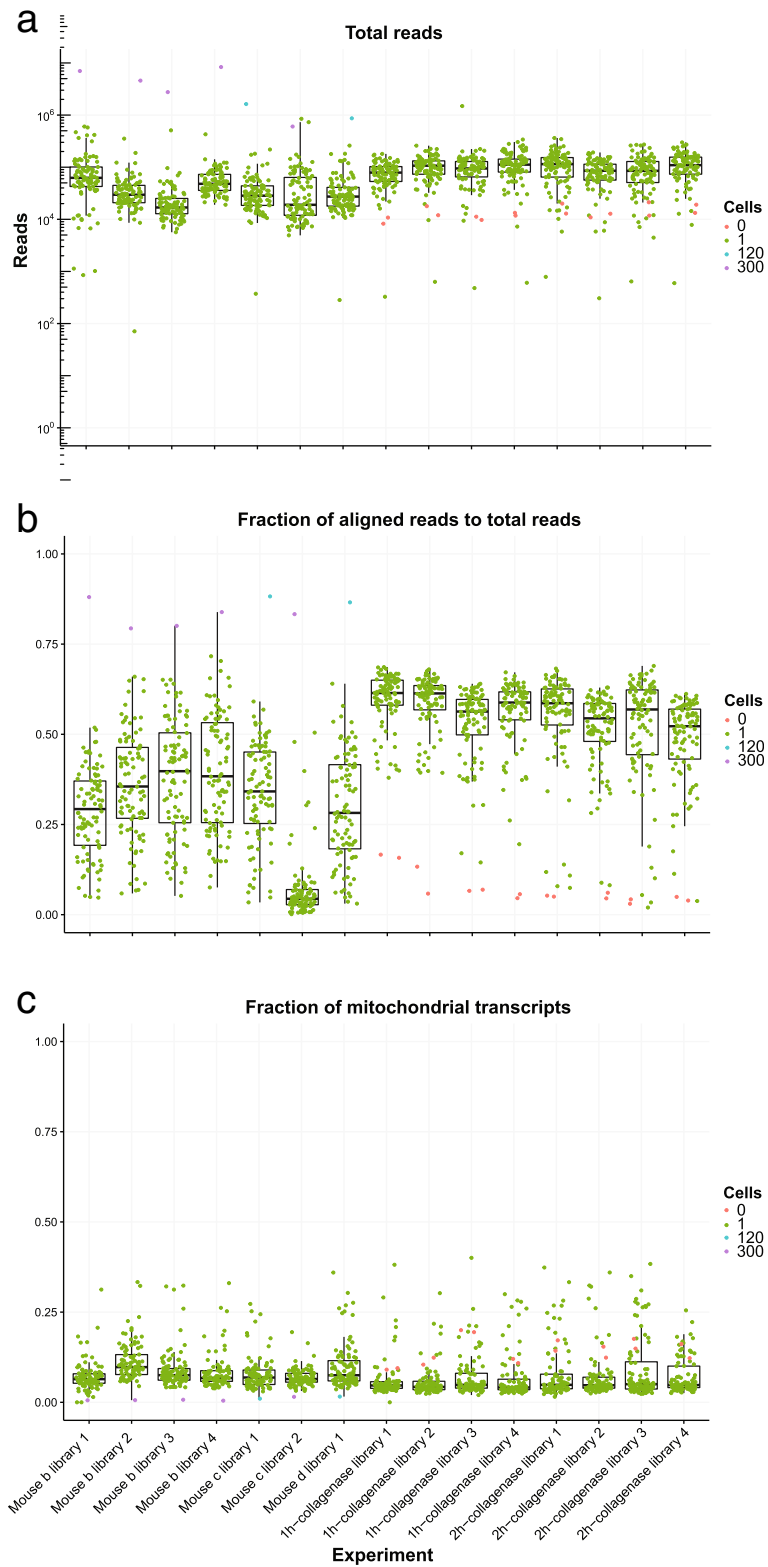 a
Total reads
10^6
10^4
10^2
10^0
Reads
Cells
0
1
120
300
b
Fraction of aligned reads to total reads
1.00
0.75
0.50
0.25
0.00
Cells
0
1
120
300
c
Fraction of mitochondrial transcripts
1.00
0.75
0.50
0.25
0.00
Cells
0
1
120
300
Mouse b library 1
Mouse b library 2
Mouse b library 3
Mouse b library 4
Mouse c library 1
Mouse c library 2
Mouse d library 1
1h−collagenase library 1
1h−collagenase library 2
1h−collagenase library 3
1h−collagenase library 4
2h−collagenase library 1
2h−collagenase library 2
2h−collagenase library 3
2h−collagenase library 4
Experiment